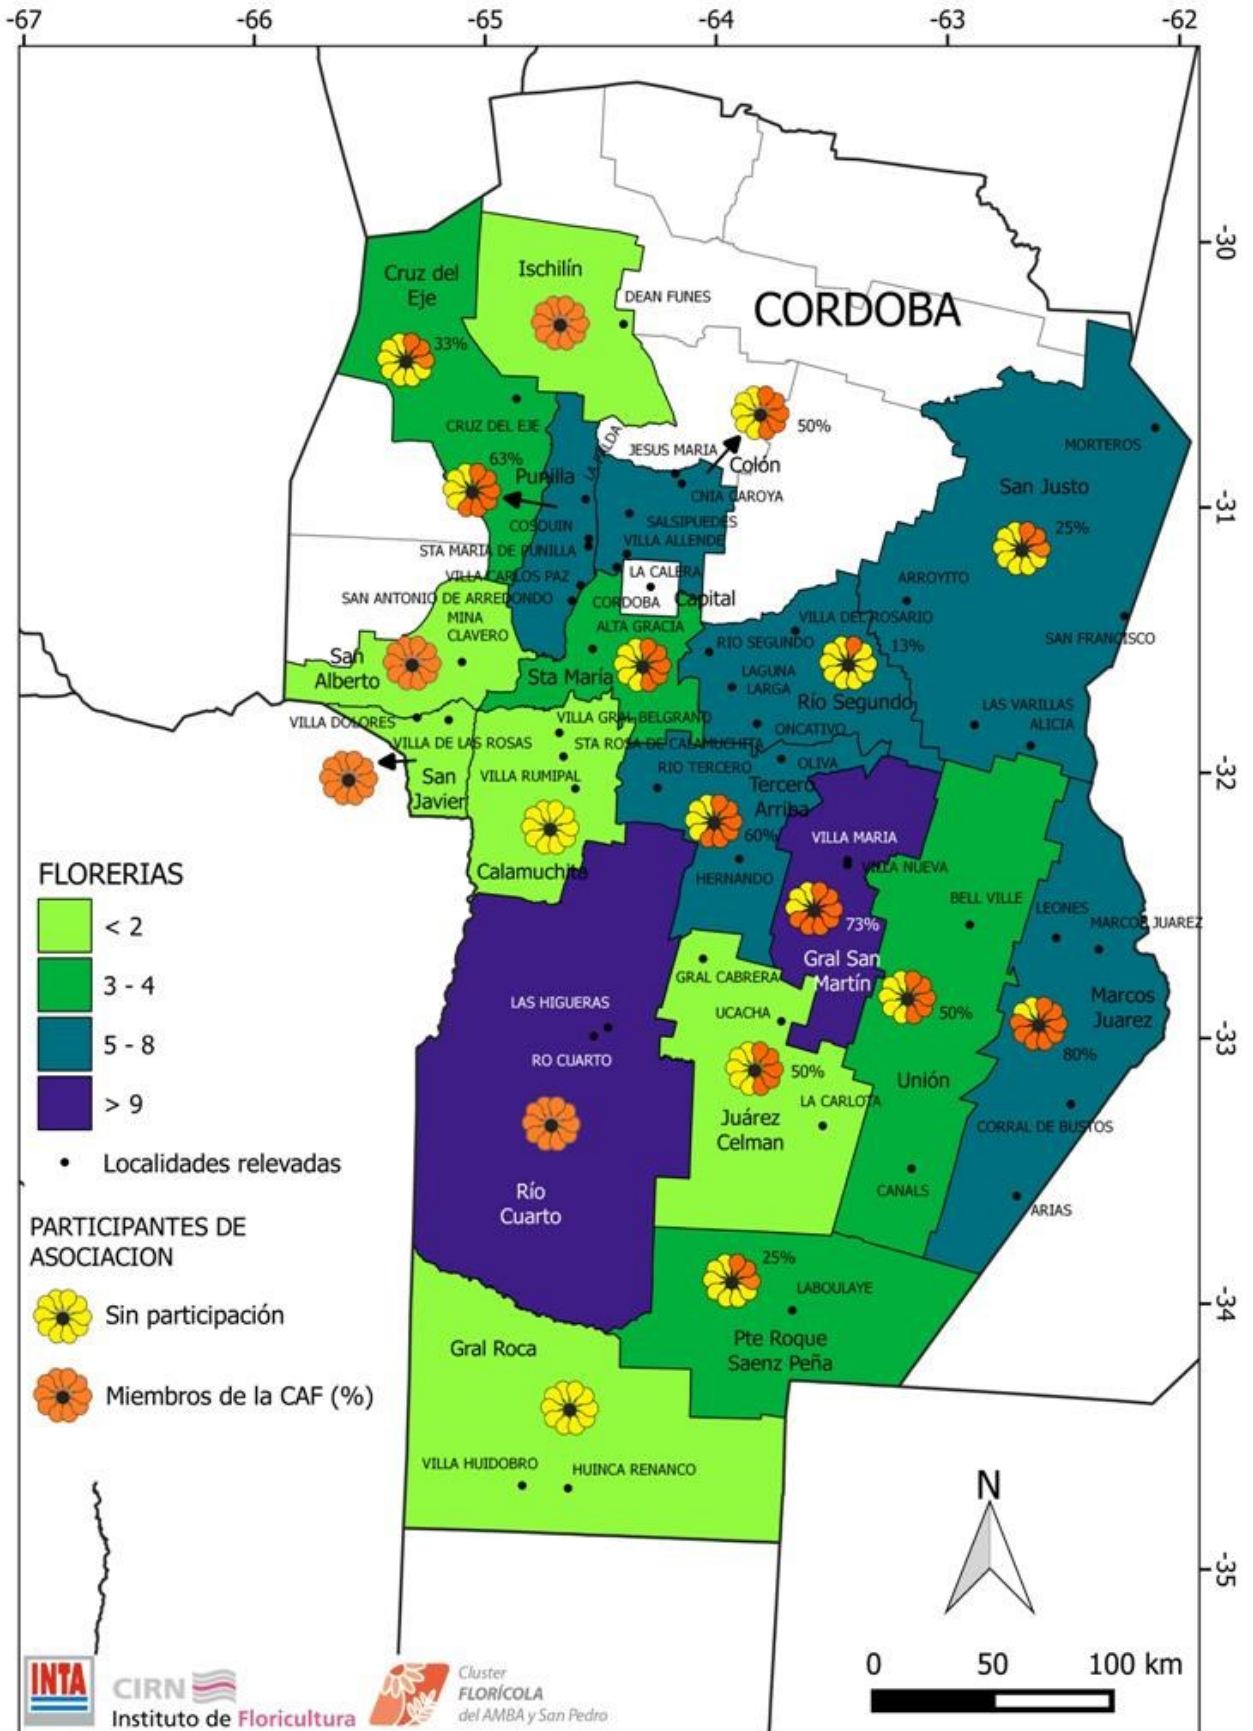 -67
-66
-65
-64
-63
-62
-30
Cruz del
Eje
Ischilín
DEAN FUNES
CORDOBA
33%
CRUZ DEL EJE
50%
MORTEROS
63%
Punilla
JESUS MARIA
Colón
San Justo
CNIA CAROYA
-31
COSQUIN
SALSIPUEDES
25%
STA MARIA DE PUNILLA
VILLA ALLENDE
VILLA CARLOS PAZ
LA CALERA
ARROYITO
SAN ANTONIO DE ARREDONDO
CORDOBA
Capital
MINA
CLAVERO
ALTA GRACIA
VILLA DEL ROSARIO
SAN FRANCISCO
San
Alberto
Sta María
RIO SEGUNDO
13%
LAGUNA
LARGA
Río Segundo
VILLA DOLORES
VILLA GRAL BELGRANO
ONCATIVO
LAS VARILLAS
ALICIA
VILLA DE LAS ROSAS
STA ROSA DE CALAMUCHITA
San
Javier
VILLA RUMIPAL
RIO TERCERO
OLIVA
-32
Tercero
Arriba
60%
VILLA MARIA
VILLA NUEVA
Calamuchita
HERNANDO
BELL VILLE
LEONES
MARCOS JUAREZ
73%
Gral San
Martín
GRAL CABRERA
UCACHA
50%
Marcos
Juarez
LAS HIGUERAS
RO CUARTO
-33
80%
50%
Unión
LA CARLOTA
Juárez
Celman
CORRAL DE BUSTOS
CANALS
ARIAS
Río
Cuarto
25%
LABOULAYE
-34
Pte Roque
Saenz Peña
Gral Roca
VILLA HUIDOBRO
HUINCA RENANCO
-35
FLORERIAS
< 2
3 - 4
5 - 8
> 9
Localidades relevadas
PARTICIPANTES DE
ASOCIACION
Sin participación
Miembros de la CAF (%)
N
0 50 100 km
INTA
CIRN
Instituto de Floricultura
Cluster
FLORÍCOLA
del AMBA y San Pedro